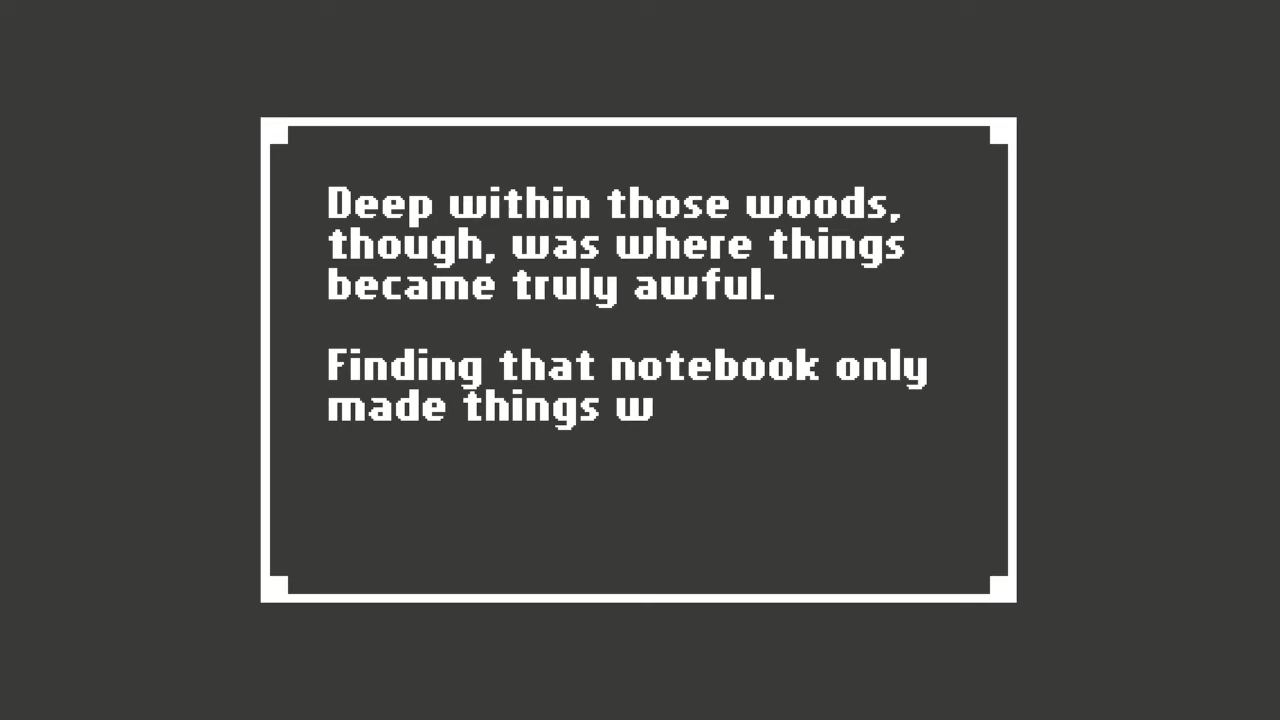 Deep within those woods,
though, was where things
became truly awful.
Finding that notebook only
made things w